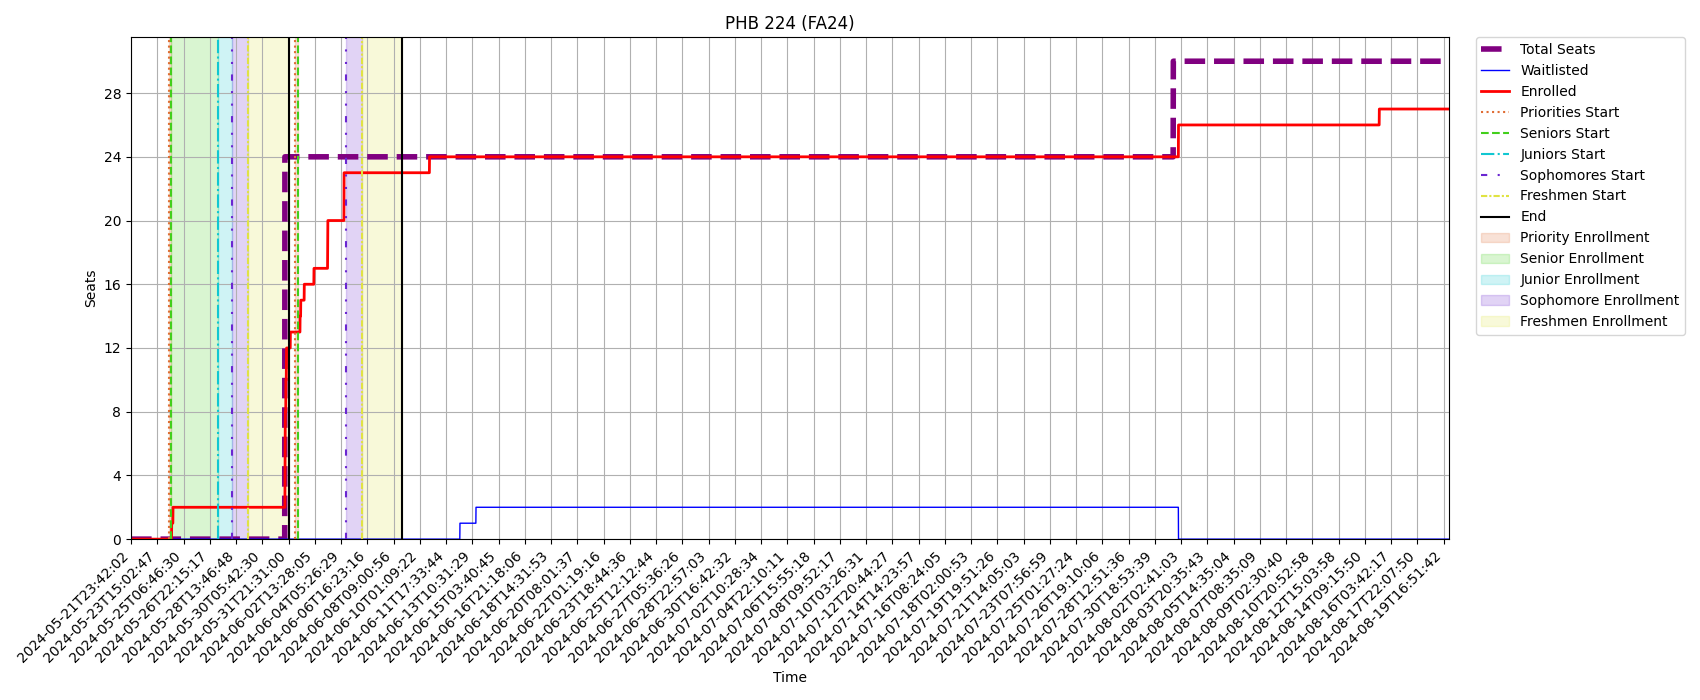 PHB 224 (FA24)
Total Seats
Waitlisted
Enrolled
Priorities Start
Seniors Start
Juniors Start
Sophomores Start
Freshmen Start
End
Priority Enrollment
Senior Enrollment
Junior Enrollment
Sophomore Enrollment
Freshmen Enrollment
Seats
28
24
20
16
12
8
4
0
2024-05-21T23:42:02
2024-05-23T15:02:47
2024-05-25T06:46:30
2024-05-26T22:15:17
2024-05-28T13:46:48
2024-05-30T05:42:30
2024-05-31T21:31:00
2024-06-02T13:28:05
2024-06-04T05:26:29
2024-06-06T16:23:16
2024-06-08T09:00:56
2024-06-10T01:09:22
2024-06-11T17:33:44
2024-06-13T10:31:29
2024-06-15T03:40:45
2024-06-16T21:18:06
2024-06-18T14:31:53
2024-06-20T08:01:37
2024-06-22T01:19:16
2024-06-23T18:44:36
2024-06-25T12:12:44
2024-06-27T05:36:26
2024-06-28T22:57:03
2024-06-30T16:42:32
2024-07-02T10:28:34
2024-07-04T22:10:11
2024-07-06T15:55:18
2024-07-08T09:52:17
2024-07-10T03:26:31
2024-07-12T20:44:27
2024-07-14T14:23:57
2024-07-16T08:24:05
2024-07-18T02:00:53
2024-07-19T19:51:26
2024-07-21T14:05:03
2024-07-23T07:56:59
2024-07-25T01:27:24
2024-07-26T19:10:06
2024-07-28T12:51:36
2024-07-30T18:53:39
2024-08-02T02:41:03
2024-08-03T20:35:43
2024-08-05T14:35:04
2024-08-07T08:35:09
2024-08-09T02:30:40
2024-08-10T20:52:58
2024-08-12T15:03:58
2024-08-14T09:15:50
2024-08-16T03:42:17
2024-08-17T22:07:50
2024-08-19T16:51:42
Time